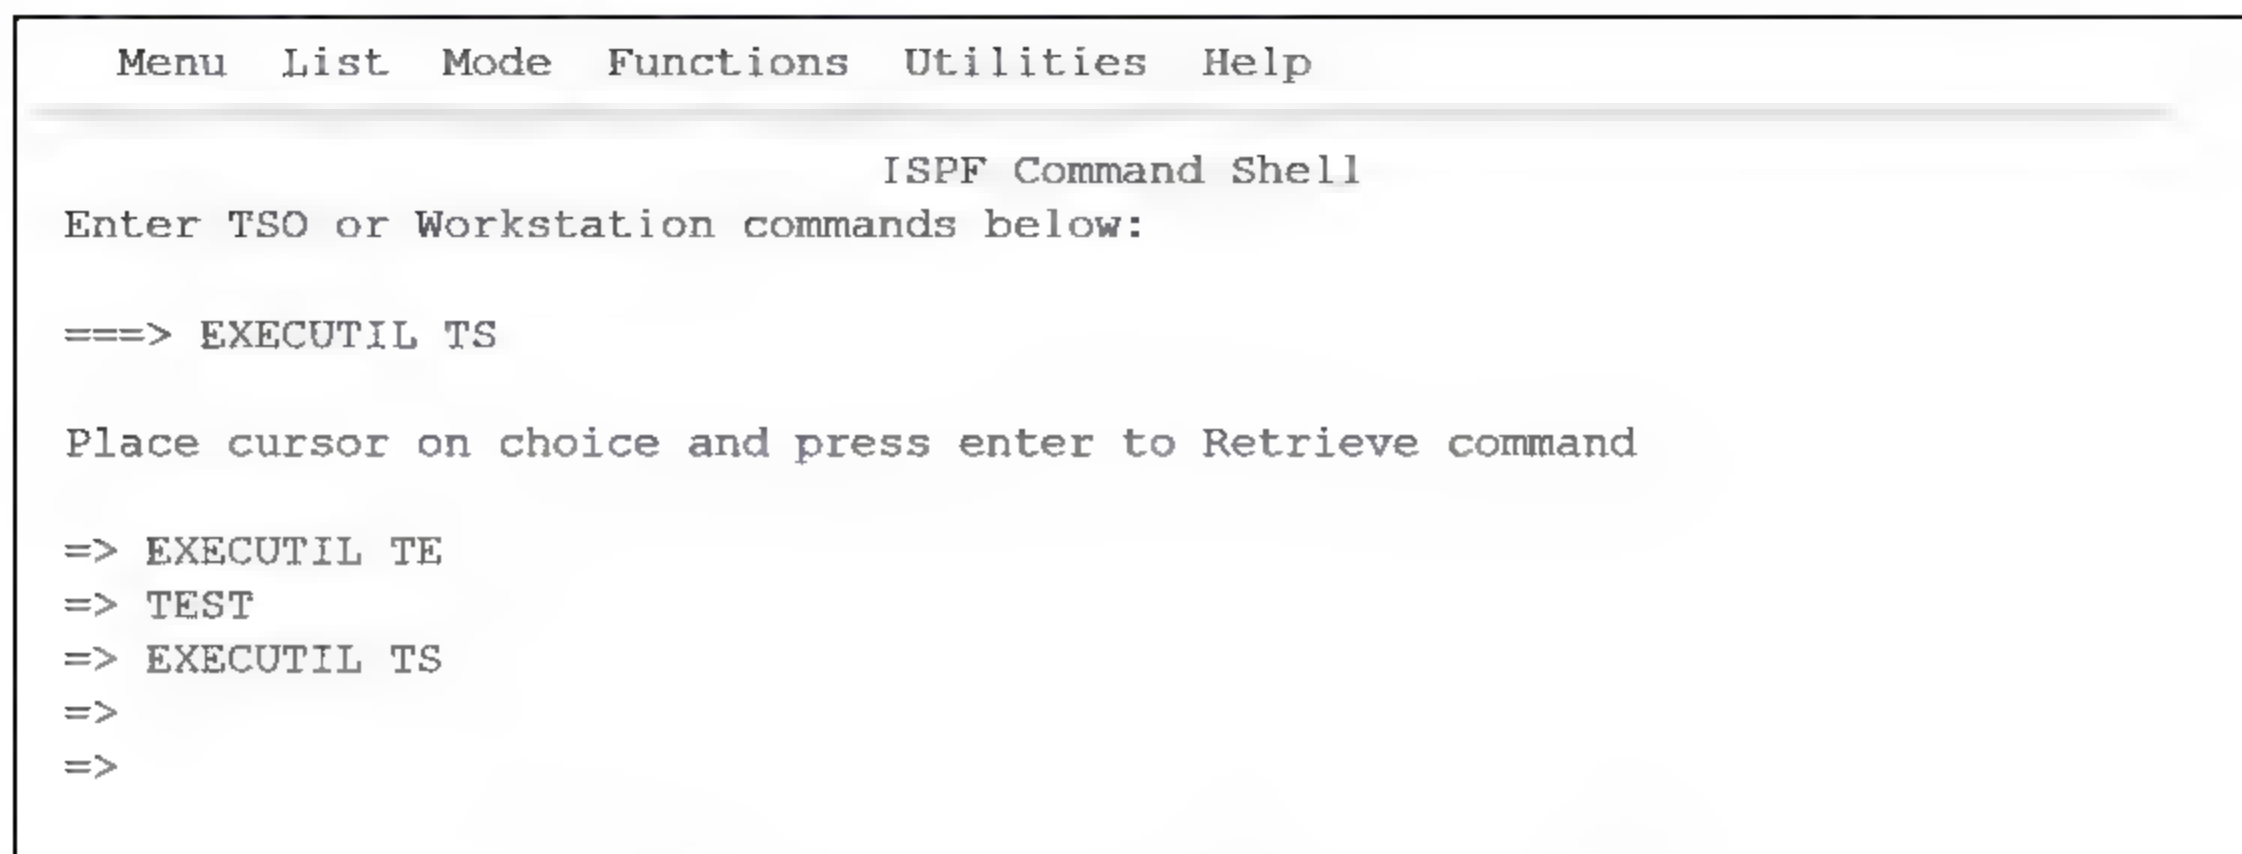 Menu List Mode Functions Utilities Help
ISPF Command Shell
Enter TSO or Workstation commands below:
===> EXECUTIL TS
Place cursor on choice and press enter to Retrieve command
=> EXECUTIL TE
=> TEST
=> EXECUTIL TS
=>
=>